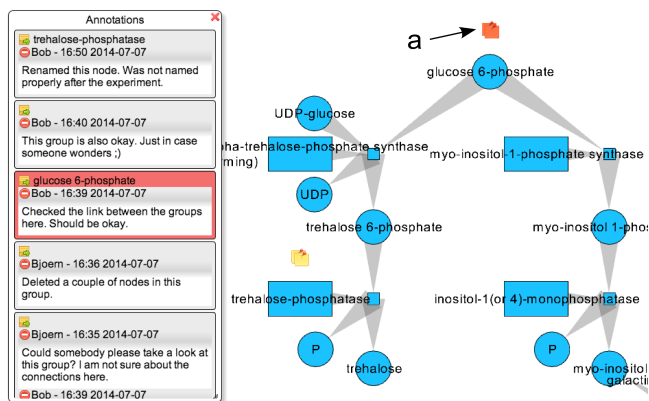 Annotations
trehalose-phosphatase
Bob - 16:50 2014-07-07
Renamed this node. Was not named
properly after the experiment.
Bob - 16:40 2014-07-07
This group is also okay. Just in case
someone wonders ;)
glucose 6-phosphate
Bob - 16:39 2014-07-07
Checked the link between the groups
here. Should be okay.
Bjoern - 16:36 2014-07-07
Deleted a couple of nodes in this
group.
Bjoern - 16:35 2014-07-07
Could somebody please take a look at
this group? I am not sure about the
connections here.
Bob - 16:39 2014-07-07
a
glucose 6-phosphate
UDP-glucose
pha-trehalose-phosphate synthase
rming)
myo-inositol-1-phosphate synthase
UDP
trehalose 6-phosphate
myo-inositol 1-phos
trehalose-phosphatase
inositol-1(or 4)-monophosphatase
P
P
trehalose
myo-inositol
galactin